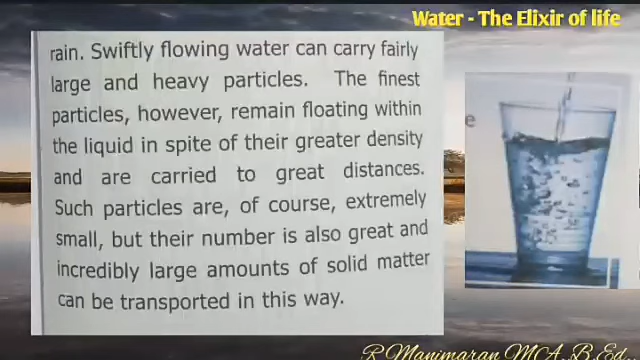 Water - The Elixir of life
rain. Swiftly flowing water can carry fairly
large and heavy particles. The finest
particles, however, remain floating within
the liquid in spite of their greater density
and are carried to great distances.
Such particles are, of course, extremely
small, but their number is also great and
incredibly large amounts of solid matter
can be transported in this way.
e
R Manimaran M.A.,B.Ed.,